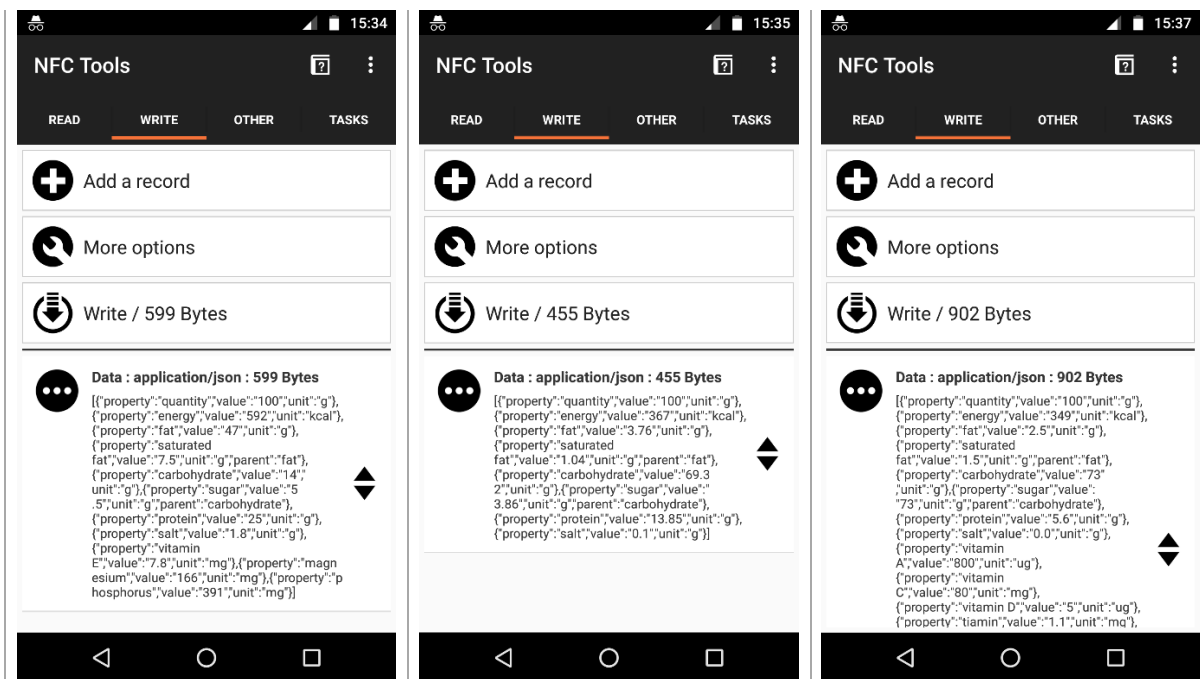 15:34
NFC Tools
READ WRITE OTHER TASKS
Add a record
More options
Write / 599 Bytes
Data : application/json : 599 Bytes
[{"property":"quantity","value":"100","unit":"g"},
{"property":"energy","value":"592","unit":"kcal"},
{"property":"fat","value":"47","unit":"g"},
{"property":"saturated
fat","value":"7.5","unit":"g","parent":"fat"},
{"property":"carbohydrate","value":"14","
unit":"g"},{"property":"sugar","value":"5
.5","unit":"g","parent":"carbohydrate"},
{"property":"protein","value":"25","unit":"g"},
{"property":"salt","value":"1.8","unit":"g"},
{"property":"vitamin
E","value":"7.8","unit":"mg"},{"property":"magn
esium","value":"166","unit":"mg"},{"property":"p
hosphorus","value":"391","unit":"mg"}]
15:35
NFC Tools
READ WRITE OTHER TASKS
Add a record
More options
Write / 455 Bytes
Data : application/json : 455 Bytes
[{"property":"quantity","value":"100","unit":"g"},
{"property":"energy","value":"367","unit":"kcal"},
{"property":"fat","value":"3.76","unit":"g"},
{"property":"saturated
fat","value":"1.04","unit":"g","parent":"fat"},
{"property":"carbohydrate","value":"69.3
2","unit":"g"},{"property":"sugar","value":"
3.86","unit":"g","parent":"carbohydrate"},
{"property":"protein","value":"13.85","unit":"g"},
{"property":"salt","value":"0.1","unit":"g"}]
15:37
NFC Tools
READ WRITE OTHER TASKS
Add a record
More options
Write / 902 Bytes
Data : application/json : 902 Bytes
[{"property":"quantity","value":"100","unit":"g"},
{"property":"energy","value":"349","unit":"kcal"},
{"property":"fat","value":"2.5","unit":"g"},
{"property":"saturated
fat","value":"1.5","unit":"g","parent":"fat"},
{"property":"carbohydrate","value":"73"
,"unit":"g"},{"property":"sugar","value":
"73","unit":"g","parent":"carbohydrate"},
{"property":"protein","value":"5.6","unit":"g"},
{"property":"salt","value":"0.0","unit":"g"},
{"property":"vitamin
A","value":"800","unit":"ug"},
{"property":"vitamin
C","value":"80","unit":"mg"},
{"property":"vitamin D","value":"5","unit":"ug"},
{"property":"tiamin","value":"1.1","unit":"mg"},